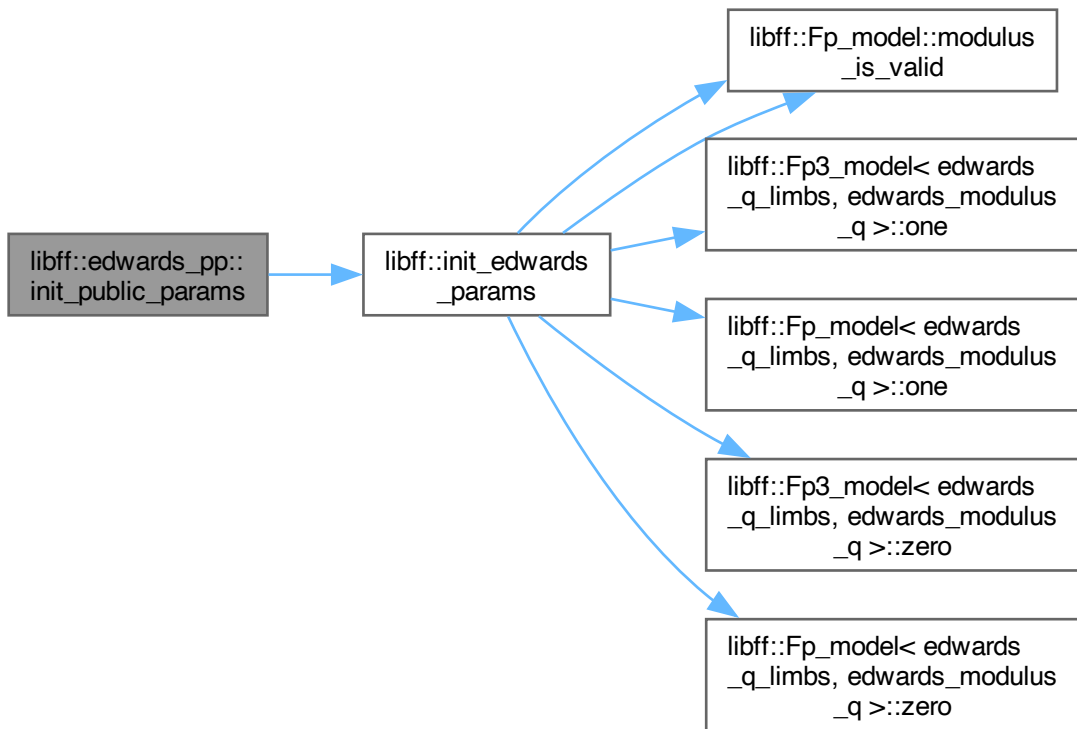 libff::Fp_model::modulus
_is_valid
libff::Fp3_model< edwards
_q_limbs, edwards_modulus
_q >::one
libff::edwards_pp::
init_public_params
libff::init_edwards
_params
libff::Fp_model< edwards
_q_limbs, edwards_modulus
_q >::one
libff::Fp3_model< edwards
_q_limbs, edwards_modulus
_q >::zero
libff::Fp_model< edwards
_q_limbs, edwards_modulus
_q >::zero